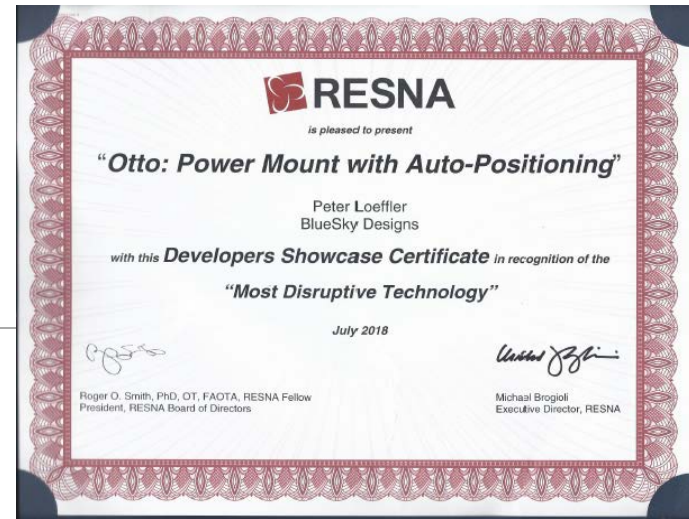 RESNA
is pleased to present
"Otto: Power Mount with Auto-Positioning"
Peter Loeffler
BlueSky Designs
with this Developers Showcase Certificate in recognition of the
"Most Disruptive Technology"
July 2018
Roger O. Smith, PhD, OT, FAOTA, RESNA Fellow
President, RESNA Board of Directors
Michael Brogioli
Executive Director, RESNA